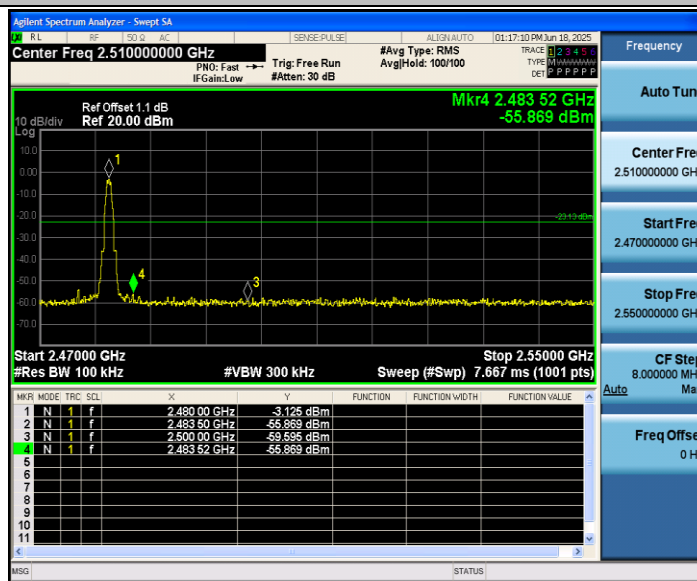 Agilent Spectrum Analyzer - Swept SA
RL RF 50 Ω AC SENSE:PULSE ALIGN AUTO 01:17:10 PM Jun 18, 2025
Center Freq 2.510000000 GHz #Avg Type: RMS TRACE 1 2 3 4 5 6
PNO: Fast Trig: Free Run Avg|Hold: 100/100 TYPE M
IFGain:Low #Atten: 30 dB DET P P P P P
Ref Offset 1.1 dB Mkr4 2.483 52 GHz
10 dB/div Ref 20.00 dBm -55.869 dBm
Log
10.0
0.00
-10.0
-20.0
-30.0
-40.0
-50.0
-60.0
-70.0
1
4
3
Start 2.47000 GHz Stop 2.55000 GHz
#Res BW 100 kHz #VBW 300 kHz Sweep (#Swp) 7.667 ms (1001 pts)
MKR MODE TRC SCL X Y FUNCTION FUNCTION WIDTH FUNCTION VALUE
1 N 1 f 2.480 00 GHz -3.125 dBm
2 N 1 f 2.483 50 GHz -55.869 dBm
3 N 1 f 2.500 00 GHz -59.595 dBm
4 N 1 f 2.483 52 GHz -55.869 dBm
5
6
7
8
9
10
11
MSG STATUS
Frequency
Auto Tun
Center Fre
2.510000000 GH
Start Fre
2.470000000 GH
Stop Fre
2.550000000 GH
CF Step
8.000000 MH
Auto Ma
Freq Offse
0 H